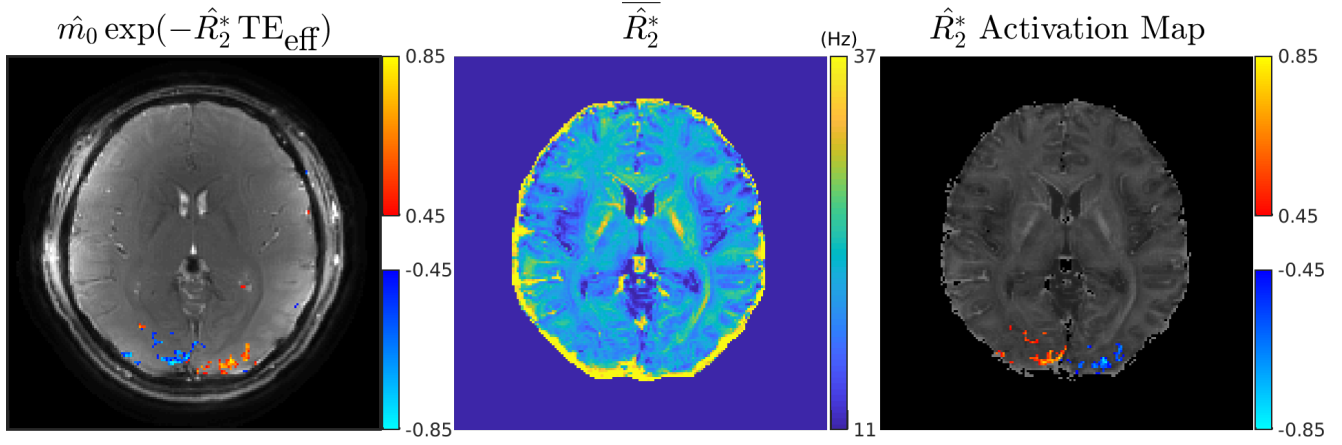 m̂₀ exp(−R̂₂* TE_eff)
0.85
0.45
-0.45
-0.85
R̂₂*
(Hz)
37
11
R̂₂* Activation Map
0.85
0.45
-0.45
-0.85